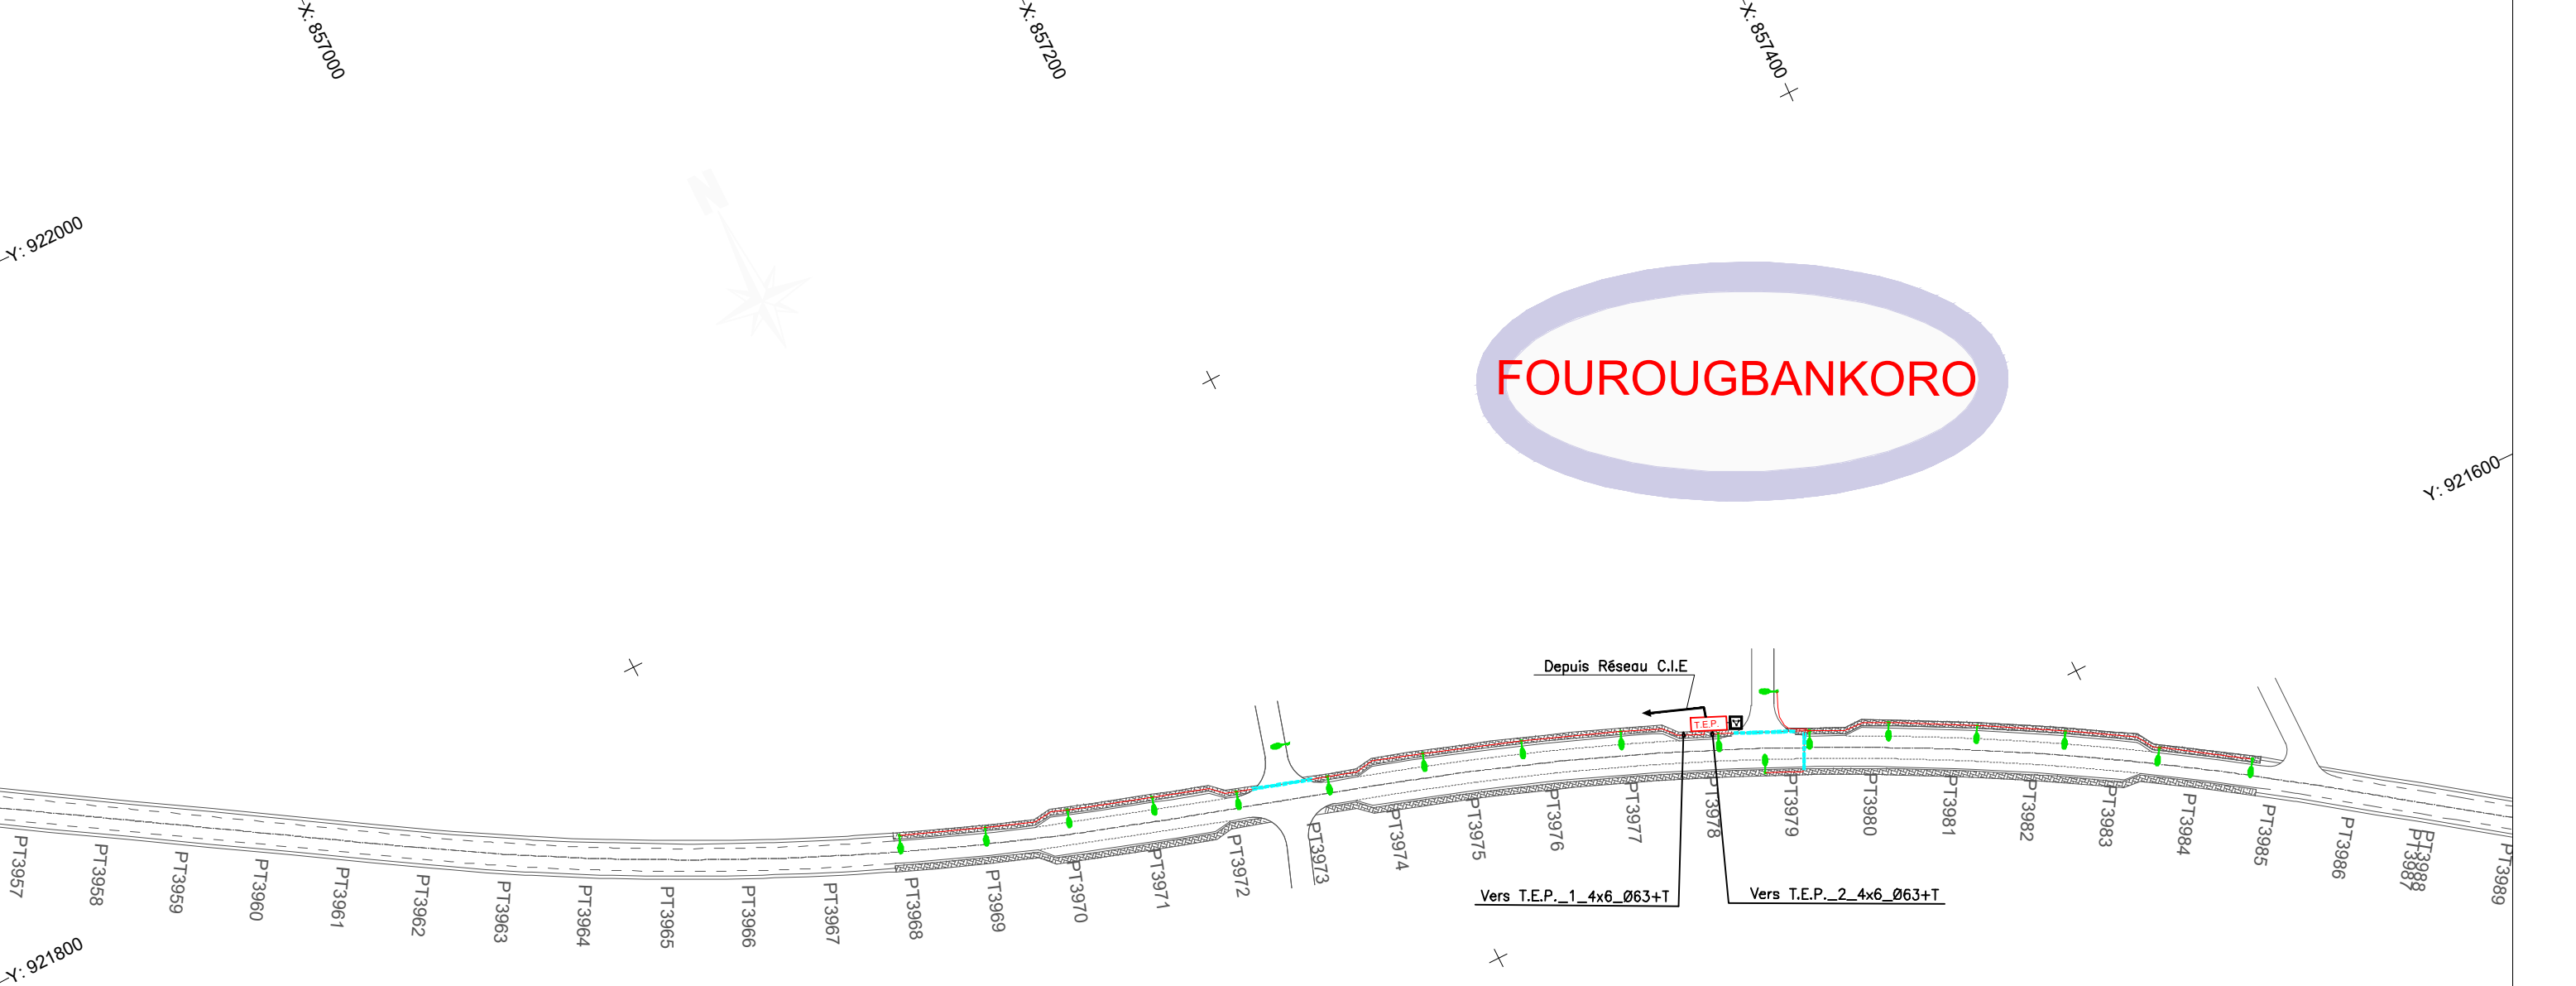 X: 857000
X: 857200
X: 857400
N
Y: 922000
FOUROUGBANKORO
Y: 921600
Depuis Réseau C.I.E
T.E.P.
V
Vers T.E.P._1_4x6_Ø63+T
Vers T.E.P._2_4x6_Ø63+T
PT3957
PT3958
PT3959
PT3960
PT3961
PT3962
PT3963
PT3964
PT3965
PT3966
PT3967
PT3968
PT3969
PT3970
PT3971
PT3972
PT3973
PT3974
PT3975
PT3976
PT3977
PT3978
PT3979
PT3980
PT3981
PT3982
PT3983
PT3984
PT3985
PT3986
PT3987
PT3988
PT3989
Y: 921800